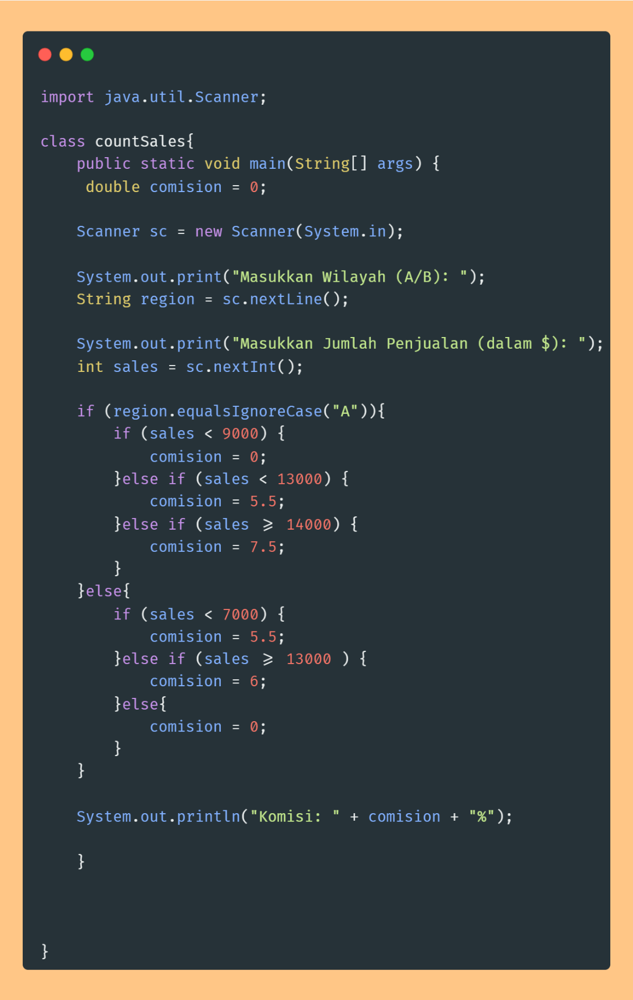 import java.util.Scanner;
class countSales{
public static void main(String[] args) {
double comision = 0;
Scanner sc = new Scanner(System.in);
System.out.print("Masukkan Wilayah (A/B): ");
String region = sc.nextLine();
System.out.print("Masukkan Jumlah Penjualan (dalam $): ");
int sales = sc.nextInt();
if (region.equalsIgnoreCase("A")){
if (sales < 9000) {
comision = 0;
}else if (sales < 13000) {
comision = 5.5;
}else if (sales >= 14000) {
comision = 7.5;
}
}else{
if (sales < 7000) {
comision = 5.5;
}else if (sales >= 13000 ) {
comision = 6;
}else{
comision = 0;
}
}
System.out.println("Komisi: " + comision + "%");
}
}